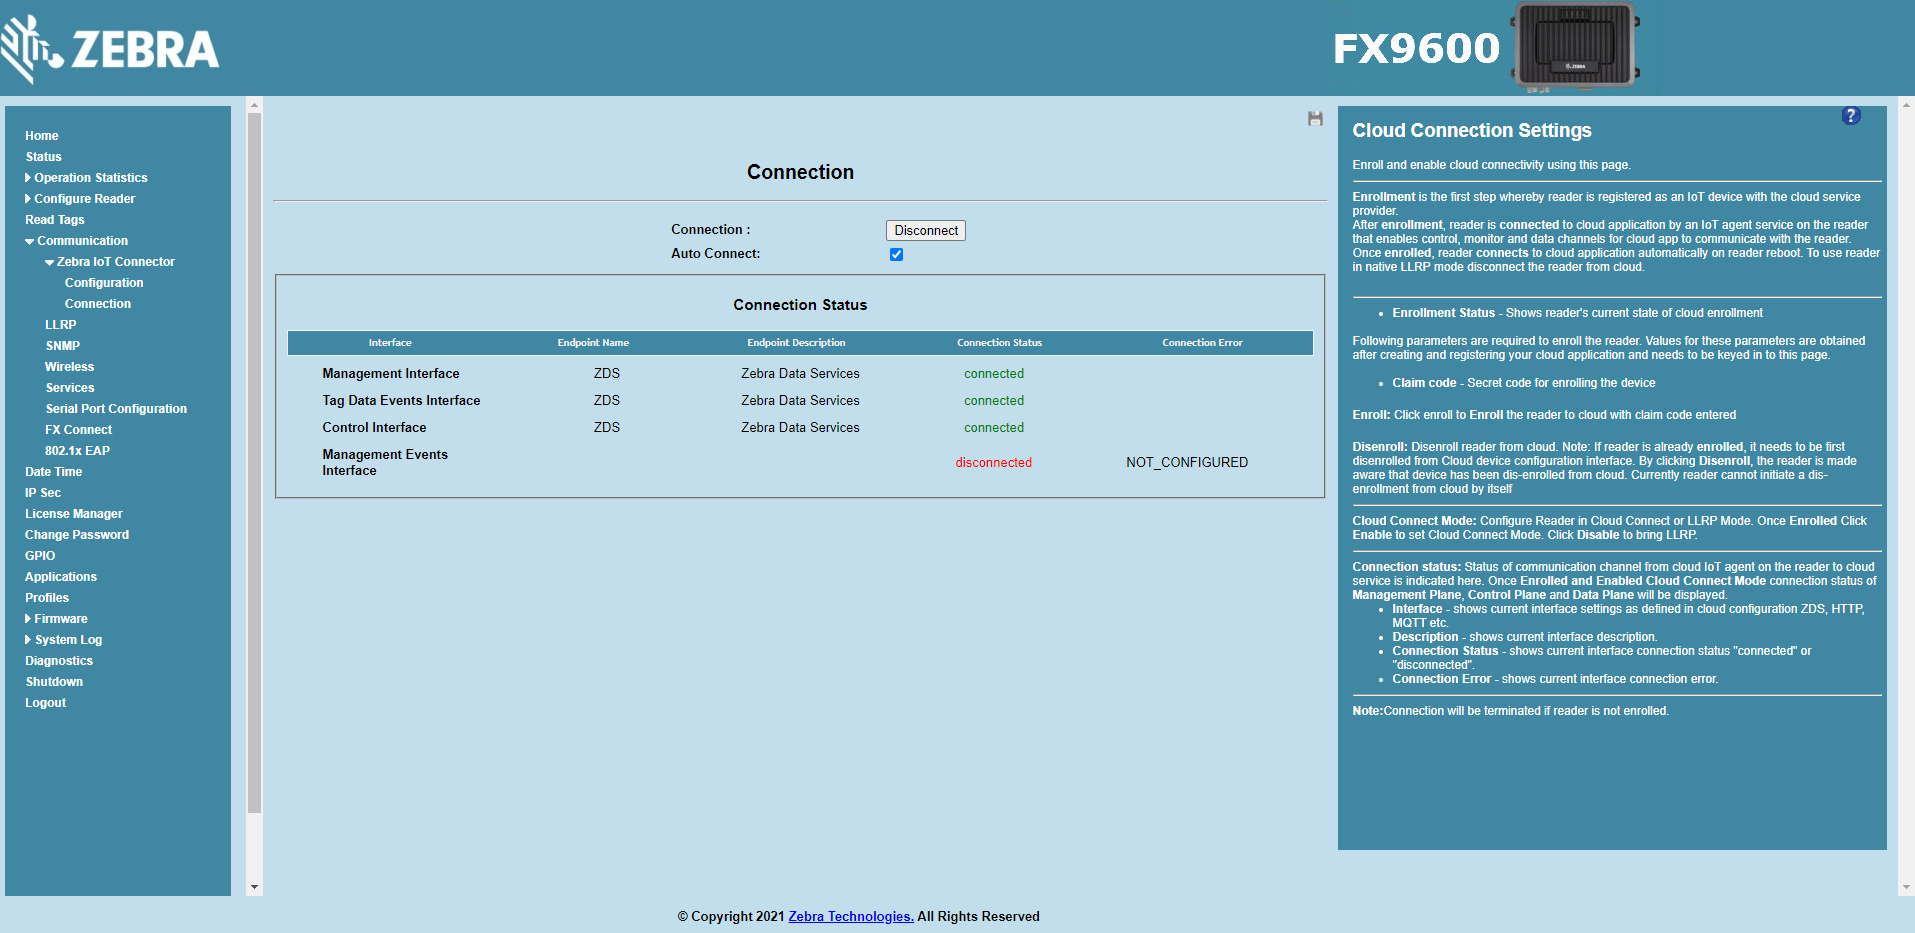 ZEBRA
FX9600
ZEBRA
Home
Status
Operation Statistics
Configure Reader
Read Tags
Communication
Zebra IoT Connector
Configuration
Connection
LLRP
SNMP
Wireless
Services
Serial Port Configuration
FX Connect
802.1x EAP
Date Time
IP Sec
License Manager
Change Password
GPIO
Applications
Profiles
Firmware
System Log
Diagnostics
Shutdown
Logout
Connection
Connection :
Disconnect
Auto Connect:
Connection Status
Interface Endpoint Name Endpoint Description Connection Status Connection Error
Management Interface ZDS Zebra Data Services connected
Tag Data Events Interface ZDS Zebra Data Services connected
Control Interface ZDS Zebra Data Services connected
Management Events
Interface disconnected NOT_CONFIGURED
?
Cloud Connection Settings
Enroll and enable cloud connectivity using this page.
Enrollment is the first step whereby reader is registered as an IoT device with the cloud service
provider.
After enrollment, reader is connected to cloud application by an IoT agent service on the reader
that enables control, monitor and data channels for cloud app to communicate with the reader.
Once enrolled, reader connects to cloud application automatically on reader reboot. To use reader
in native LLRP mode disconnect the reader from cloud.
• Enrollment Status - Shows reader's current state of cloud enrollment
Following parameters are required to enroll the reader. Values for these parameters are obtained
after creating and registering your cloud application and needs to be keyed in to this page.
• Claim code - Secret code for enrolling the device
Enroll: Click enroll to Enroll the reader to cloud with claim code entered
Disenroll: Disenroll reader from cloud. Note: If reader is already enrolled, it needs to be first
disenrolled from Cloud device configuration interface. By clicking Disenroll, the reader is made
aware that device has been dis-enrolled from cloud. Currently reader cannot initiate a dis-
enrollment from cloud by itself
Cloud Connect Mode: Configure Reader in Cloud Connect or LLRP Mode. Once Enrolled Click
Enable to set Cloud Connect Mode. Click Disable to bring LLRP.
Connection status: Status of communication channel from cloud IoT agent on the reader to cloud
service is indicated here. Once Enrolled and Enabled Cloud Connect Mode connection status of
Management Plane, Control Plane and Data Plane will be displayed.
• Interface - shows current interface settings as defined in cloud configuration ZDS, HTTP,
MQTT etc.
• Description - shows current interface description.
• Connection Status - shows current interface connection status "connected" or
"disconnected".
• Connection Error - shows current interface connection error.
Note:Connection will be terminated if reader is not enrolled.
© Copyright 2021 Zebra Technologies. All Rights Reserved